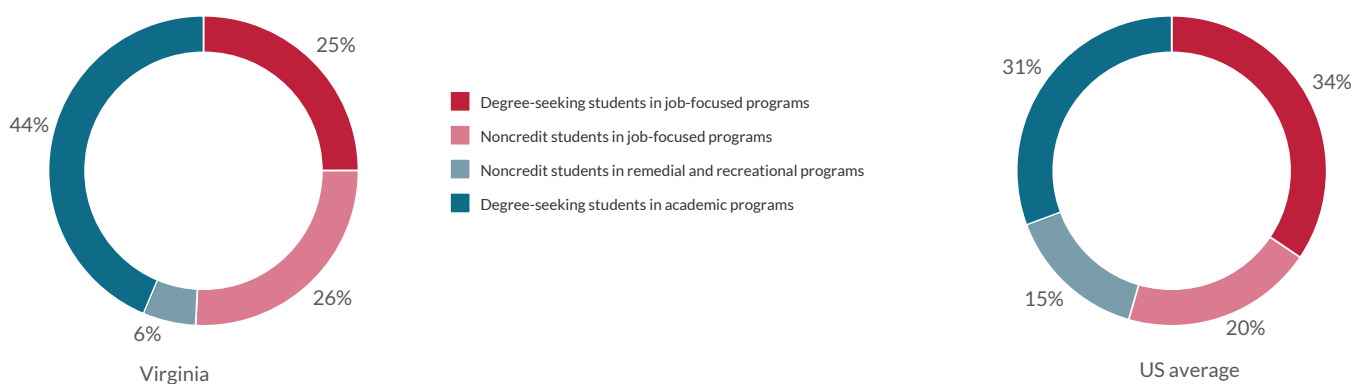 25%
44%
26%
6%
Virginia
Degree-seeking students in job-focused programs
Noncredit students in job-focused programs
Noncredit students in remedial and recreational programs
Degree-seeking students in academic programs
31%
34%
15%
20%
US average